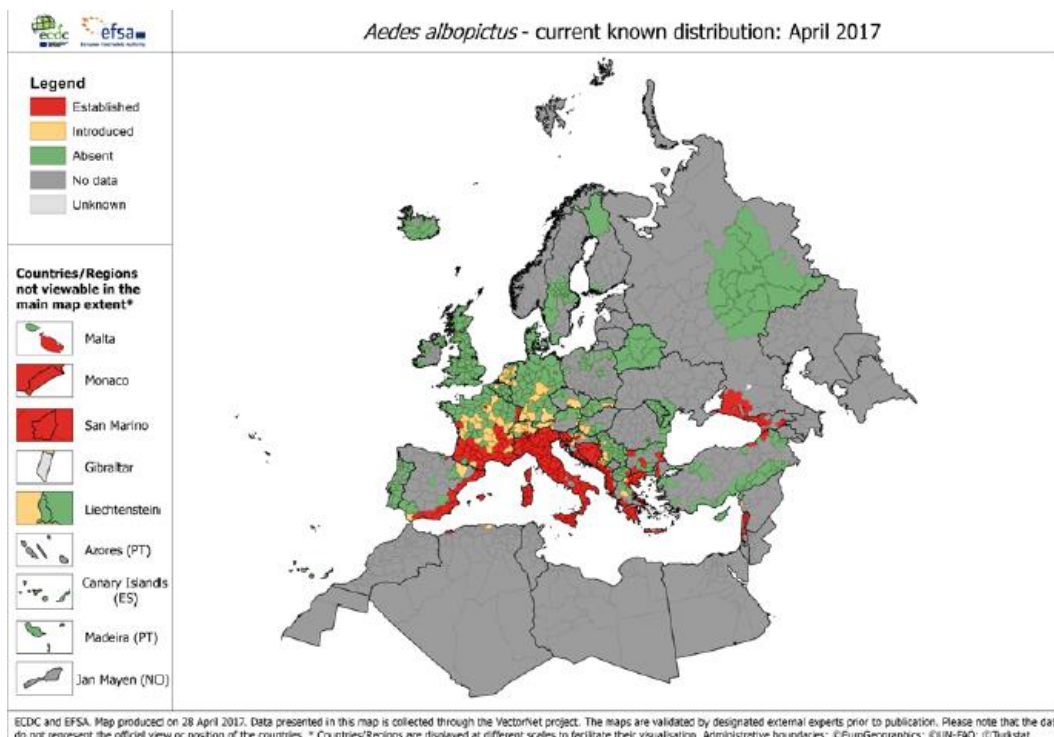 ecdc
efsa
Aedes albopictus - current known distribution: April 2017
Legend
Established
Introduced
Absent
No data
Unknown
Countries/Regions
not viewable in the
main map extent*
Malta
Monaco
San Marino
Gibraltar
Liechtenstein
Azores (PT)
Canary Islands
(ES)
Madeira (PT)
Jan Mayen (NO)
ECDC and EFSA. Map produced on 28 April 2017. Data presented in this map is collected through the VectorNet project. The maps are validated by designated external experts prior to publication. Please note that the dat
do not represent the official view or position of the countries. * Countries/Regions are displayed at different scales to facilitate their visualisation. Administrative boundaries: ©EuroGeographics; ©UN-FAO; ©Turkstat.